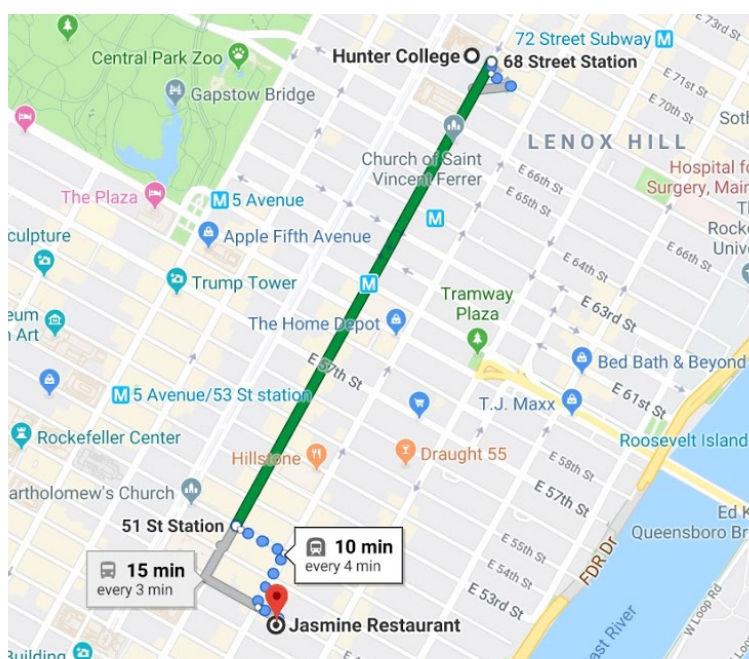 E 73rd St
72 Street Subway M
Hunter College
68 Street Station
Central Park Zoo
Gapstow Bridge
E 71st St
E 70th St
LENOX HILL
Church of Saint
Vincent Ferrer
E 66th St
E 65th St
Hospital fo
Surgery, Main
Th
Rocke
Univ
The Plaza
M 5 Avenue
M
Apple Fifth Avenue
culpture
E 64th St
Trump Tower
M
Tramway
Plaza
E 63rd St
eum
n Art
The Home Depot
Bed Bath & Beyond
E 57th St
E 61st St
M 5 Avenue/53 St station
T.J. Maxx
Rockefeller Center
Roosevelt Island
Hillstone
Draught 55
E 58th St
E 57th St
artholomew's Church
51 St Station
Ed K
Queensboro Br
E 55th St
E 54th St
E 53rd St
FDR Dr
10 min
every 4 min
15 min
every 3 min
Jasmine Restaurant
ast River
W Loop Rd
W Loop
Building